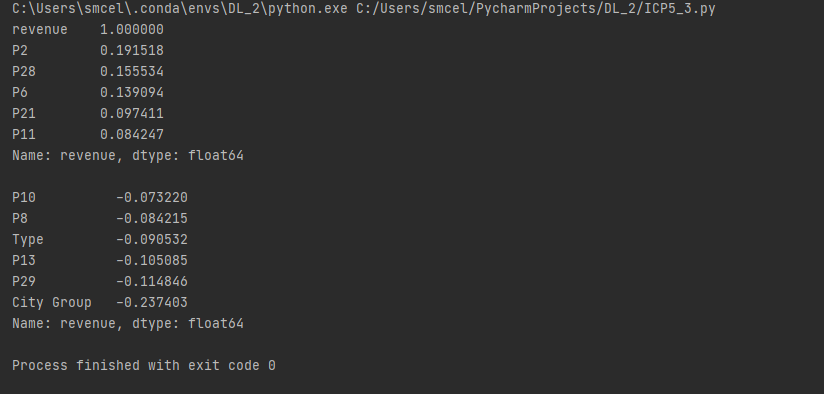 C:\Users\smcel\.conda\envs\DL_2\python.exe C:/Users/smcel/PycharmProjects/DL_2/ICP5_3.py
revenue    1.000000
P2         0.191518
P28        0.155534
P6         0.139094
P21        0.097411
P11        0.084247
Name: revenue, dtype: float64

P10          -0.073220
P8           -0.084215
Type         -0.090532
P13          -0.105085
P29          -0.114846
City Group   -0.237403
Name: revenue, dtype: float64

Process finished with exit code 0